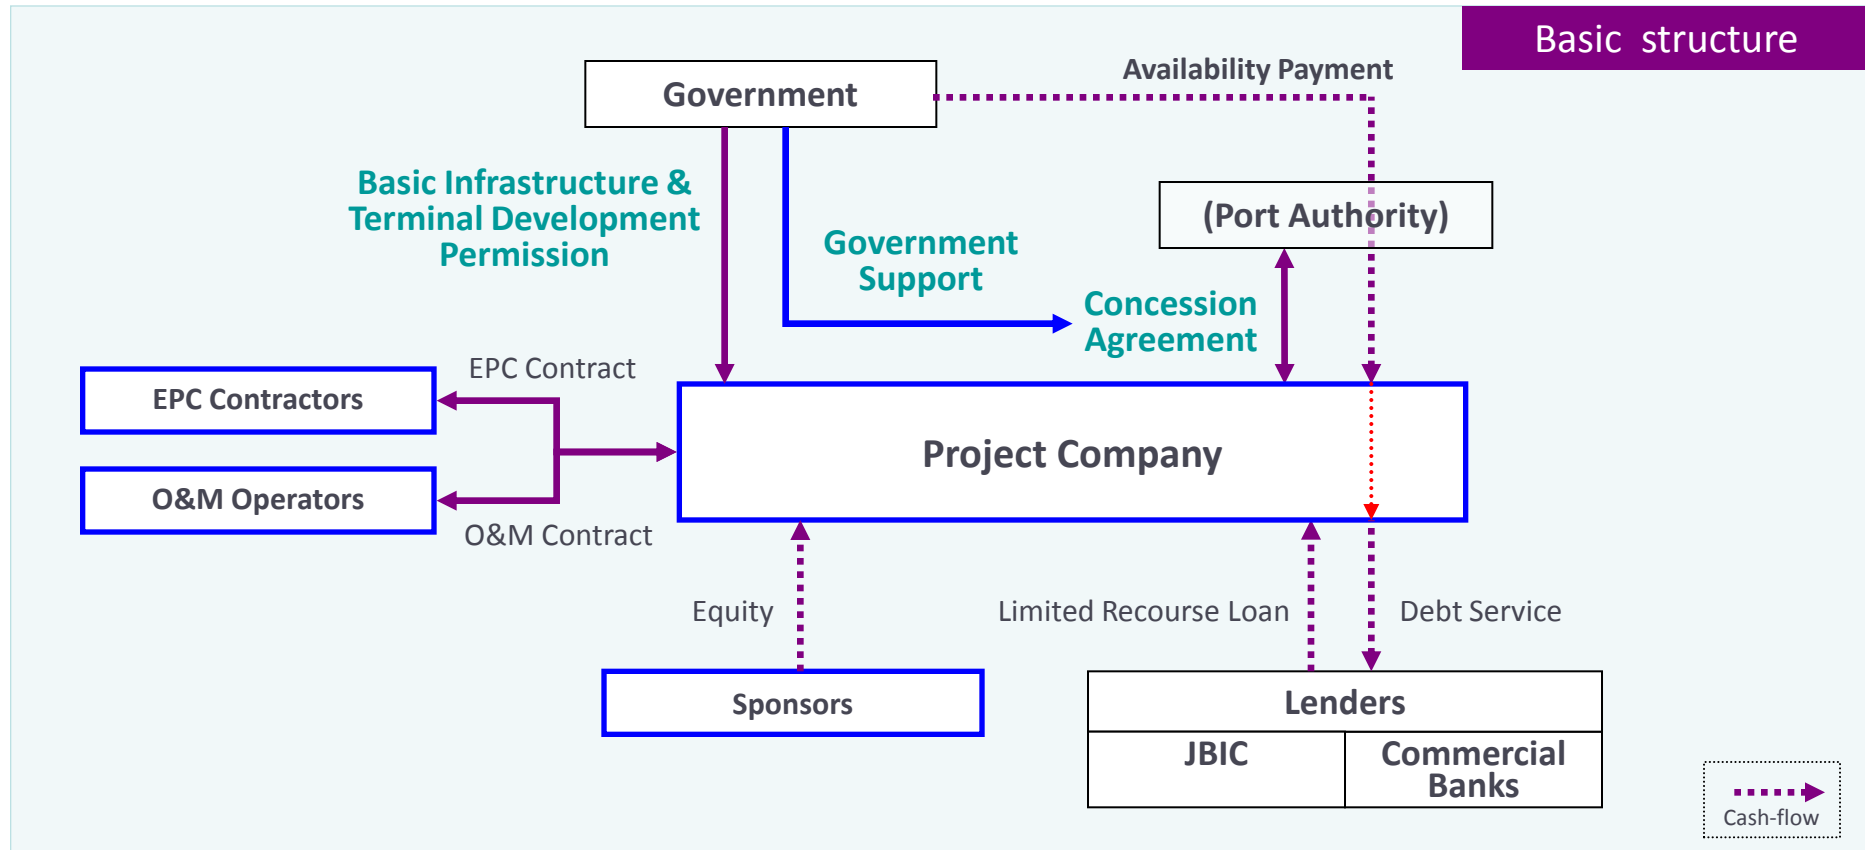 Basic structure
Government
Availability Payment
Basic Infrastructure &
Terminal Development
Permission
(Port Authority)
Government
Support
Concession
Agreement
EPC Contract
EPC Contractors
Project Company
O&M Operators
O&M Contract
Equity
Limited Recourse Loan
Debt Service
Sponsors
Lenders
JBIC
Commercial
Banks
Cash-flow